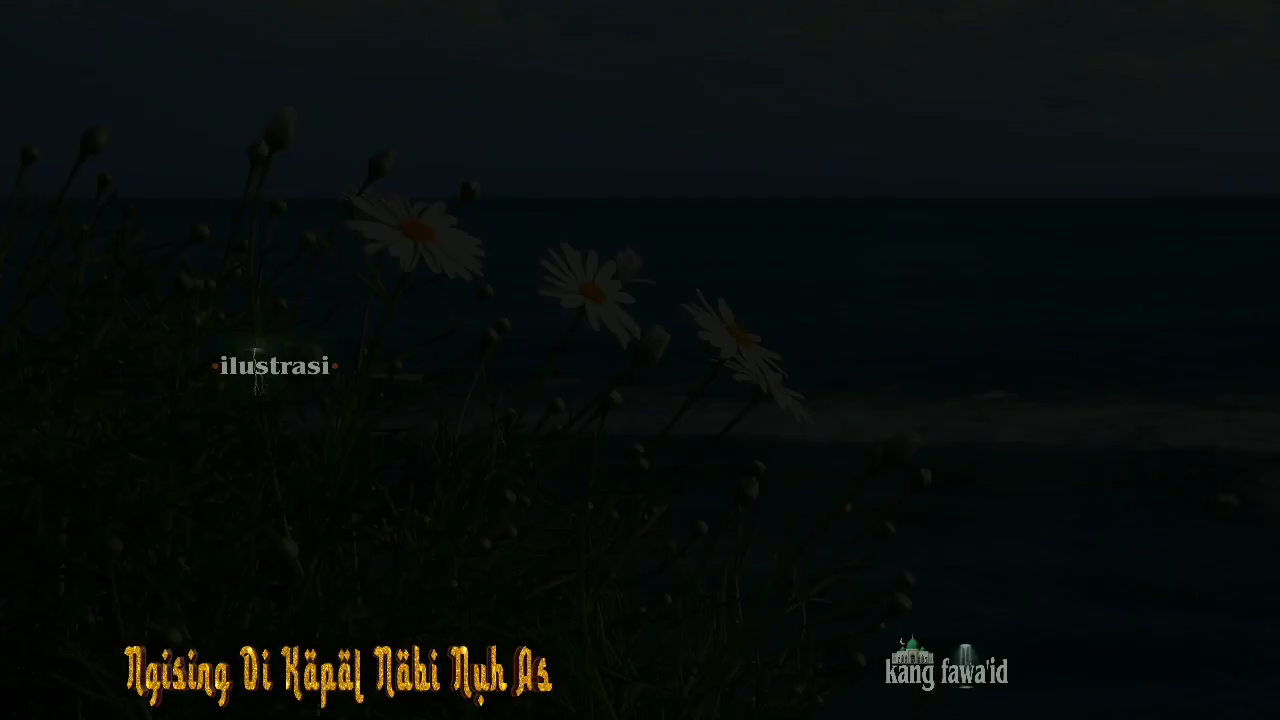 •ilustrasi•
Ngising Di Käpäl Näbi Nuh As
kang fawa'id